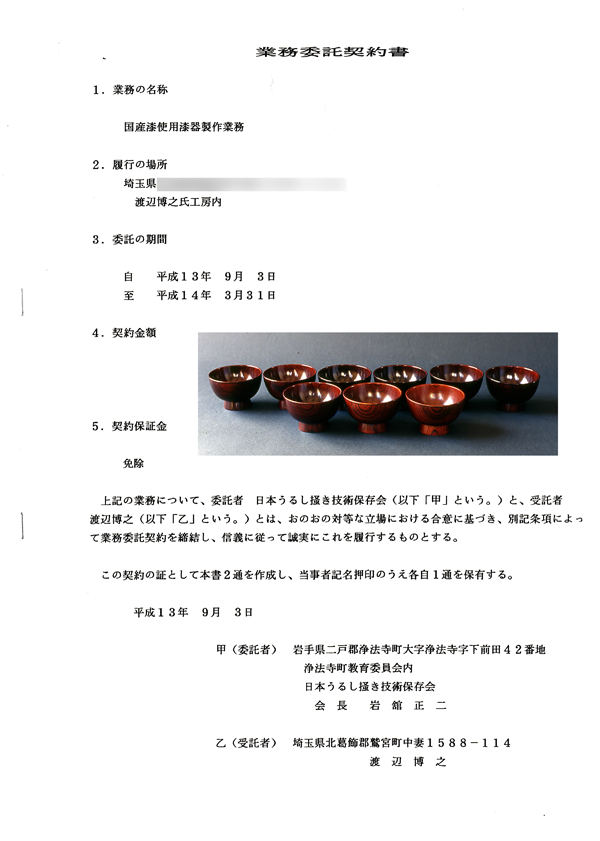 業務委託契約書
１．業務の名称
国産漆使用漆器製作業務
２．履行の場所
埼玉県
渡辺博之氏工房内
３．委託の期間
自　　平成１３年　９月　３日
至　　平成１４年　３月３１日
４．契約金額
５．契約保証金
免除
上記の業務について、委託者　日本うるし掻き技術保存会（以下「甲」という。）と、受託者
渡辺博之（以下「乙」という。）とは、おのおの対等な立場における合意に基づき、別記条項によっ
て業務委託契約を締結し、信義に従って誠実にこれを履行するものとする。
この契約の証として本書２通を作成し、当事者記名押印のうえ各自１通を保有する。
平成１３年　９月　３日
甲（委託者）　岩手県二戸郡浄法寺町大字浄法寺字下前田４２番地
浄法寺町教育委員会内
日本うるし掻き技術保存会
会　長　　岩　舘　正　二
乙（受託者）　埼玉県北葛飾郡鷲宮町中妻１５８８－１１４
渡　辺　博　之